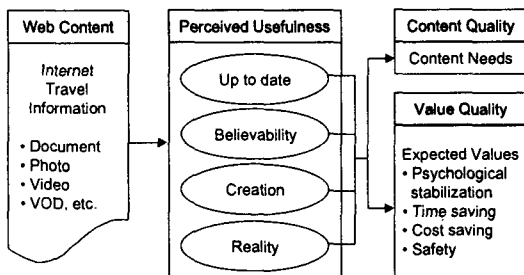 Web Content
Internet
Travel
Information
• Document
• Photo
• Video
• VOD, etc.
Perceived Usefulness
Up to date
Believability
Creation
Reality
Content Quality
Content Needs
Value Quality
Expected Values
• Psychological
stabilization
• Time saving
• Cost saving
• Safety